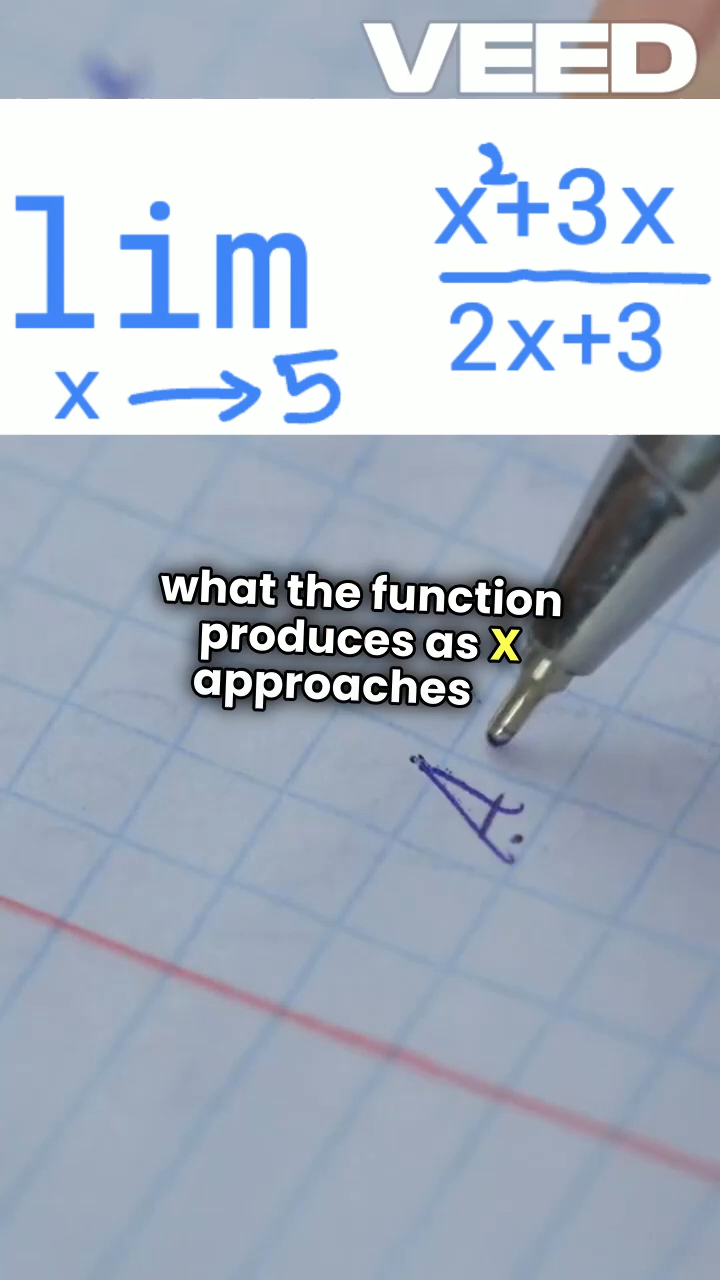 VEED
lim x→5 x²+3x / 2x+3
what the function
produces as X
approaches
A.